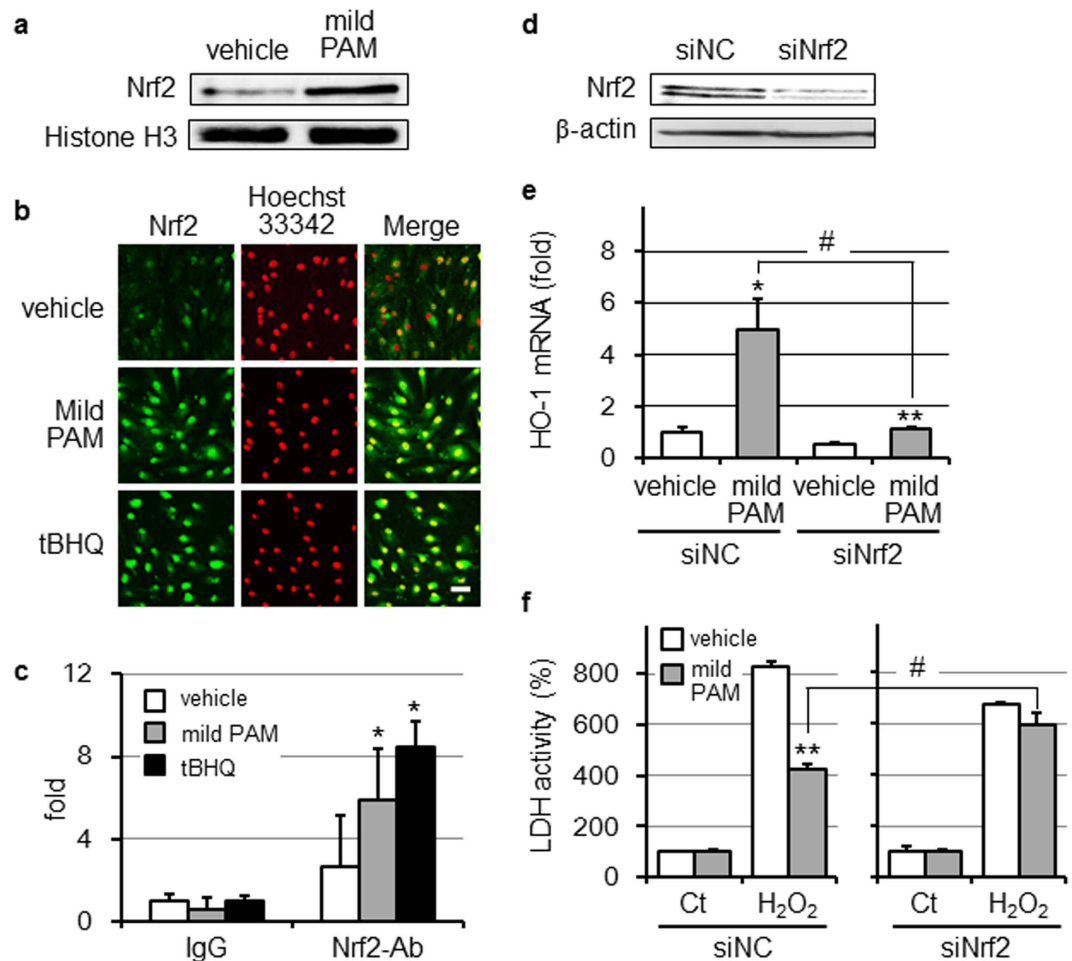 a
vehicle
mild
PAM
Nrf2
Histone H3
b
Nrf2
Hoechst
33342
Merge
vehicle
Mild
PAM
tBHQ
c
12
8
4
0
fold
vehicle
mild PAM
tBHQ
*
*
IgG
Nrf2-Ab
d
siNC
siNrf2
Nrf2
β-actin
e
HO-1 mRNA (fold)
8
6
4
2
0
*
#
**
vehicle
mild
PAM
vehicle
mild
PAM
siNC
siNrf2
f
LDH activity (%)
800
600
400
200
0
vehicle
mild
PAM
**
#
Ct
H₂O₂
Ct
H₂O₂
siNC
siNrf2